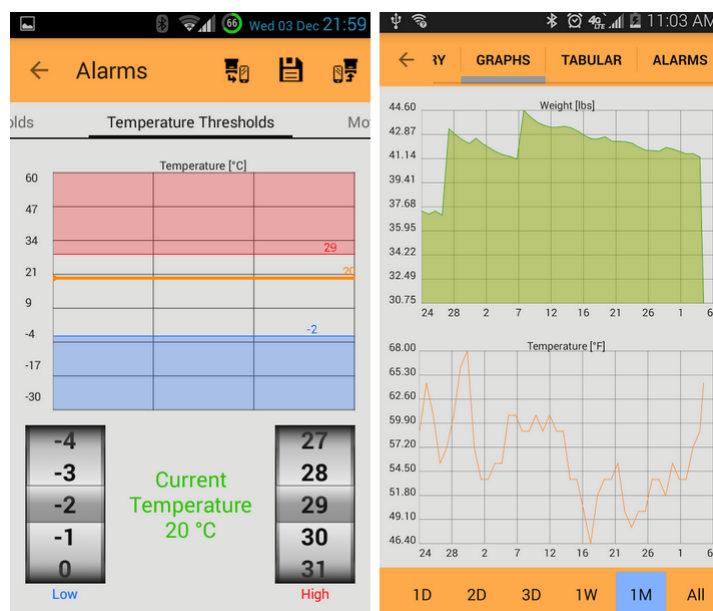 66 Wed 03 Dec 21:59
Alarms
olds Temperature Thresholds Mo
Temperature [°C]
60
47
34
29
21
20
9
-2
-4
-17
-30
-4 27
-3 28
-2 29
-1 30
0 31
Current
Temperature
20 °C
Low High
4G LTE 11:03 AM
RY GRAPHS TABULAR ALARMS
Weight [lbs]
44.60
42.87
41.14
39.41
37.68
35.95
34.22
32.49
30.75
24 28 2 7 12 16 21 26 1 6
Temperature [°F]
68.00
65.30
62.60
59.90
57.20
54.50
51.80
49.10
46.40
24 28 2 7 12 16 21 26 1 6
1D 2D 3D 1W 1M All